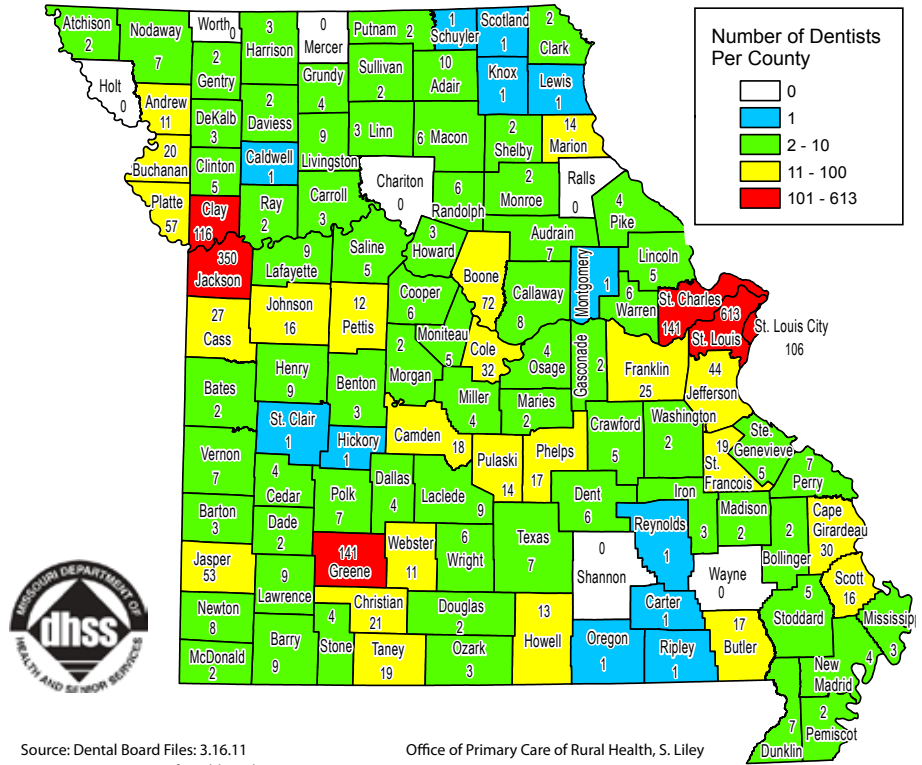 Number of Dentists
Per County
0
1
2 - 10
11 - 100
101 - 613
Atchison
2
Nodaway
7
Worth 0
3
Harrison
0
Mercer
Putnam 2
1
Schuyler
Scotland
1
2
Clark
Holt
0
Andrew
11
2
Gentry
Grundy
4
Sullivan
2
10
Adair
Knox
1
Lewis
1
DeKalb
3
2
Daviess
9
Livingston
3 Linn
6 Macon
2
Shelby
14
Marion
20
Buchanan
Clinton
5
Caldwell
1
Chariton
0
6
Randolph
2
Monroe
Ralls
0
4
Pike
Platte
57
Clay
116
Ray
2
Carroll
3
350
Jackson
9
Lafayette
Saline
5
3
Howard
Boone
72
Audrain
7
Callaway
8
Montgomery
1
Lincoln
5
6
Warren
St. Charles
141
613
St. Louis
St. Louis City
106
27
Cass
Johnson
16
12
Pettis
Cooper
6
Moniteau
5
2
Morgan
Cole
32
4
Osage
Gasconade
2
Franklin
25
44
Jefferson
Bates
2
Henry
9
Benton
3
Miller
4
Maries
2
Crawford
5
Washington
2
19
St.
Francois
Ste.
Genevieve
5
7
Perry
St. Clair
1
Hickory
1
Camden
18
Pulaski
14
Phelps
17
Vernon
7
4
Cedar
Polk
7
Dallas
4
Laclede
9
Dent
6
Iron
3
Madison
2
2
Bollinger
Cape
Girardeau
30
Barton
3
Dade
2
141
Greene
Webster
11
6
Wright
Texas
7
0
Shannon
Reynolds
1
Wayne
0
Scott
16
Jasper
53
9
Lawrence
Christian
21
Douglas
2
13
Howell
Carter
1
5
Stoddard
Mississipp
3
Newton
8
Barry
9
4
Stone
Taney
19
Ozark
3
Oregon
1
Ripley
1
17
Butler
New
Madrid
4
McDonald
2
7
Dunklin
2
Pemiscot
MISSOURI DEPARTMENT OF
dhss
HEALTH AND SENIOR SERVICES
Source: Dental Board Files: 3.16.11
Office of Primary Care of Rural Health, S. Liley